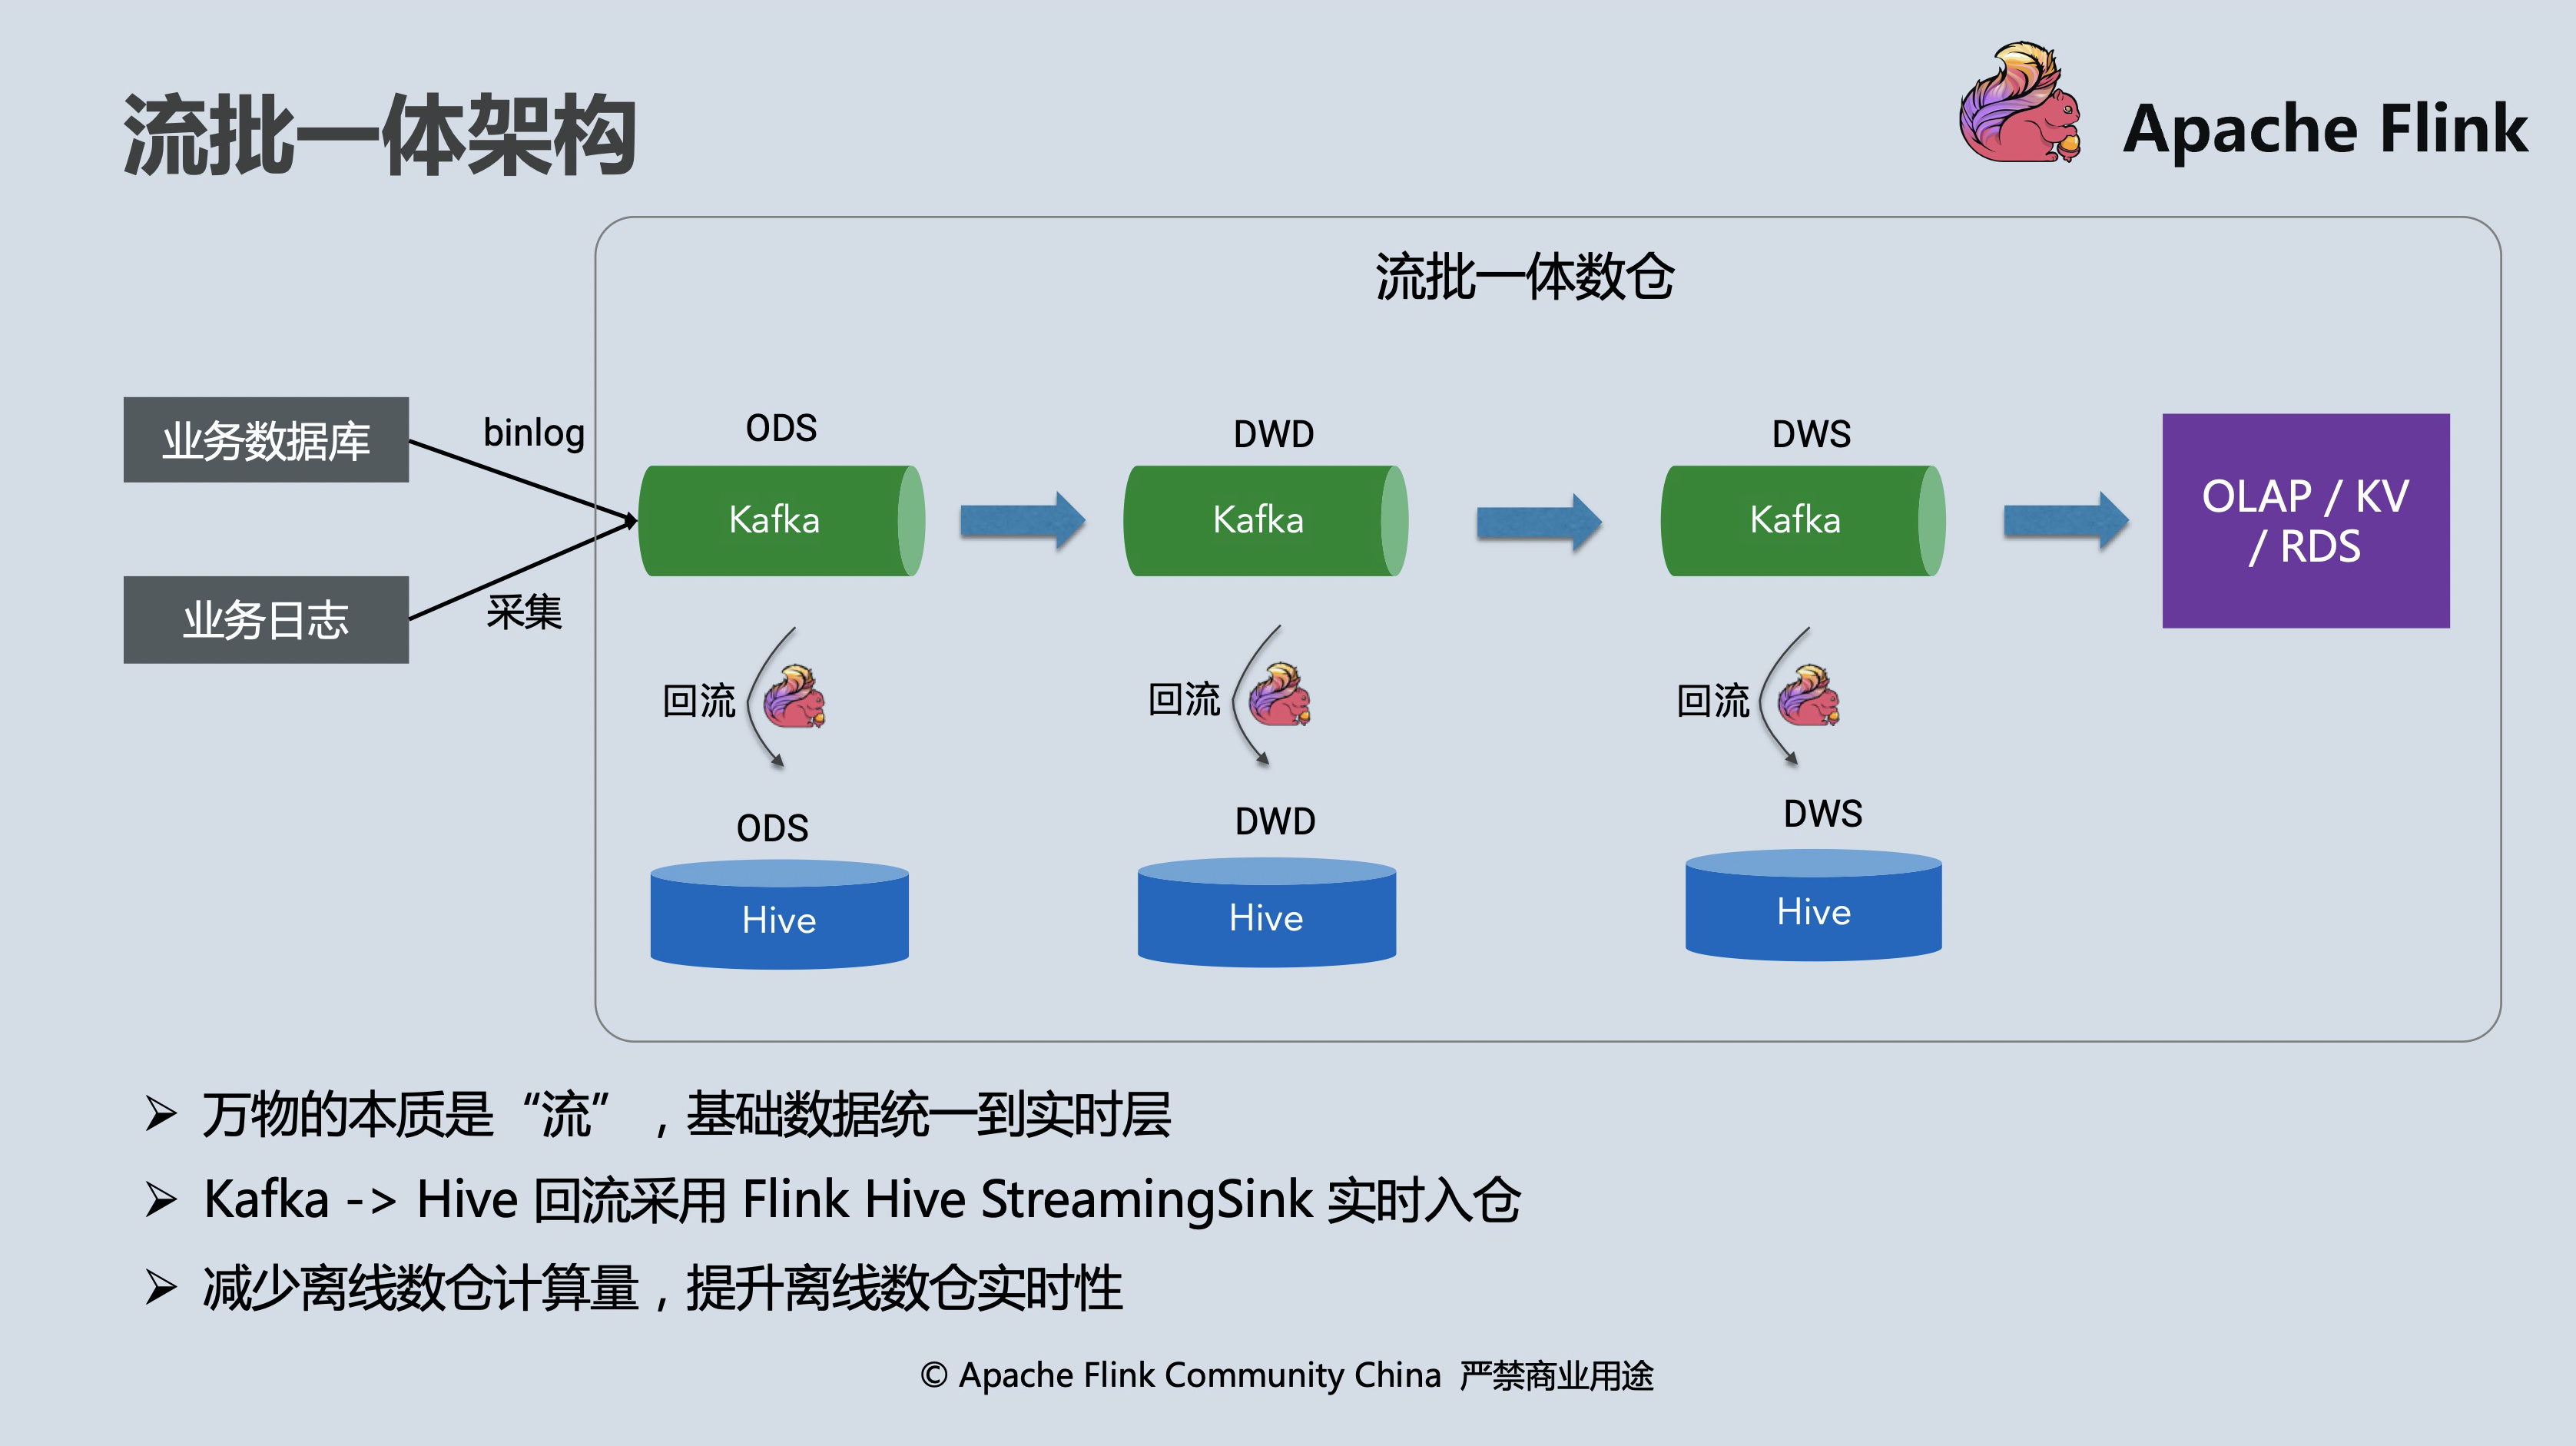 流批一体架构
Apache Flink
流批一体数仓
业务数据库
binlog
业务日志
采集
ODS
DWD
DWS
Kafka
Kafka
Kafka
OLAP / KV
/ RDS
回流
回流
回流
ODS
DWD
DWS
Hive
Hive
Hive
➢ 万物的本质是“流”，基础数据统一到实时层
➢ Kafka -> Hive 回流采用 Flink Hive StreamingSink 实时入仓
➢ 减少离线数仓计算量，提升离线数仓实时性
© Apache Flink Community China 严禁商业用途